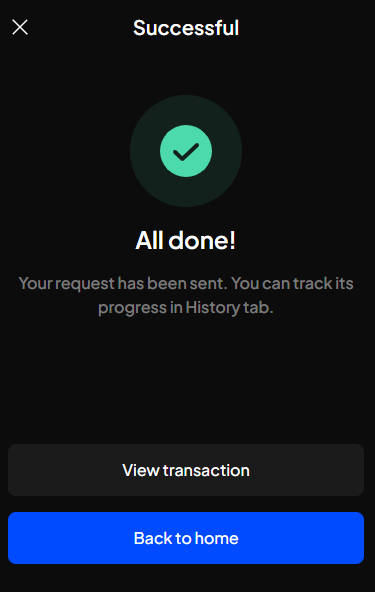 Successful
All done!
Your request has been sent. You can track its
progress in History tab.
View transaction
Back to home